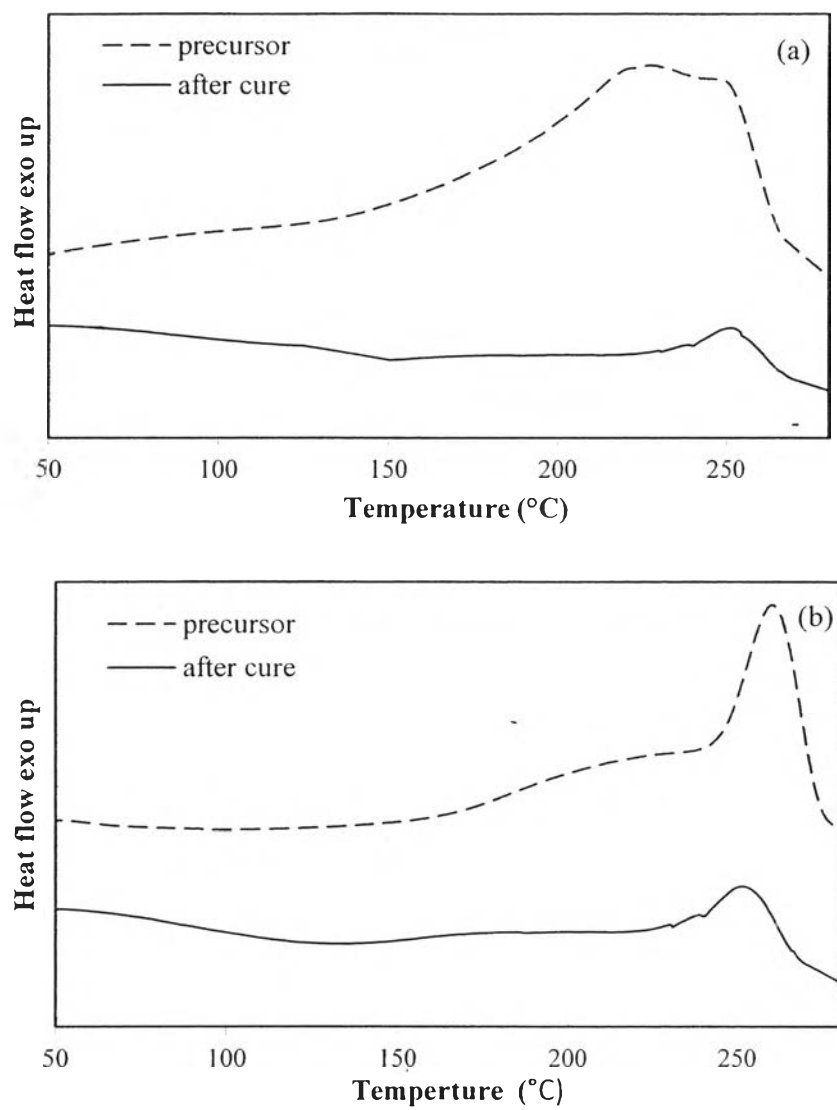 precursor
(a)
after cure
Heat flow exo up
50 100 150 200 250
Temperature (°C)
precursor
(b)
after cure
Heat flow exo up
50 100 150 200 250
Temperture (°C)